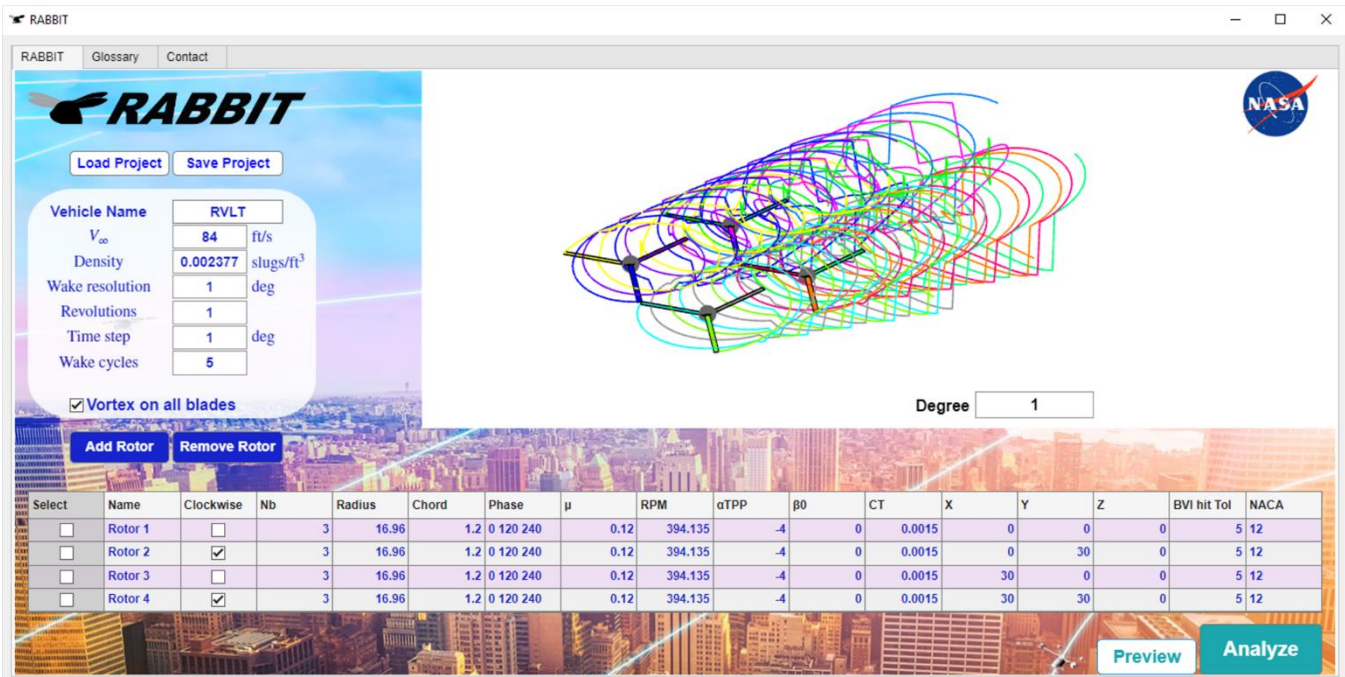 RABBIT
RABBIT Glossary Contact
RABBIT
NASA
Load Project Save Project
Vehicle Name RVLT
V∞ 84 ft/s
Density 0.002377 slugs/ft³
Wake resolution 1 deg
Revolutions 1
Time step 1 deg
Wake cycles 5
Vortex on all blades
Degree 1
Add Rotor Remove Rotor
Select Name Clockwise Nb Radius Chord Phase μ RPM αTPP β0 CT X Y Z BVI hit Tol NACA
Rotor 1 3 16.96 1.2 0 120 240 0.12 394.135 -4 0 0.0015 0 0 0 5 12
Rotor 2 3 16.96 1.2 0 120 240 0.12 394.135 -4 0 0.0015 0 30 0 5 12
Rotor 3 3 16.96 1.2 0 120 240 0.12 394.135 -4 0 0.0015 30 0 0 5 12
Rotor 4 3 16.96 1.2 0 120 240 0.12 394.135 -4 0 0.0015 30 30 0 5 12
Preview Analyze